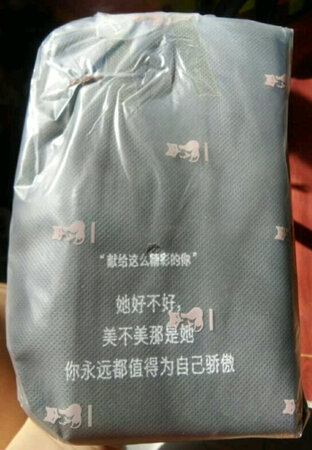 “献给这么精彩的你”
她好不好，
美不美那是她
你永远都值得为自己骄傲